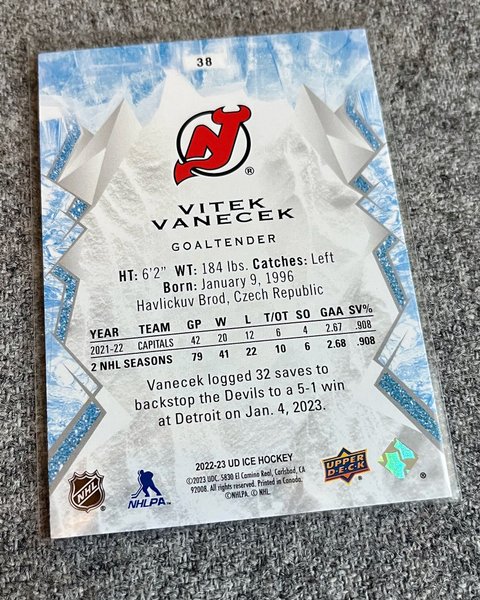 38
®
VITEK
VANECEK
GOALTENDER
HT: 6'2" WT: 184 lbs. Catches: Left
Born: January 9, 1996
Havlickuv Brod, Czech Republic
YEAR TEAM GP W L T/OT SO GAA SV%
2021-22 CAPITALS 42 20 12 6 4 2.67 .908
2 NHL SEASONS 79 41 22 10 6 2.68 .908
Vanecek logged 32 saves to
backstop the Devils to a 5-1 win
at Detroit on Jan. 4, 2023.
2022-23 UD ICE HOCKEY
©2023 UDC. 5830 El Camino Real, Carlsbad, CA
92008. All rights reserved. Printed in Canada.
©NHLPA. © NHL.
NHL
NHLPA
UPPER
DECK
®